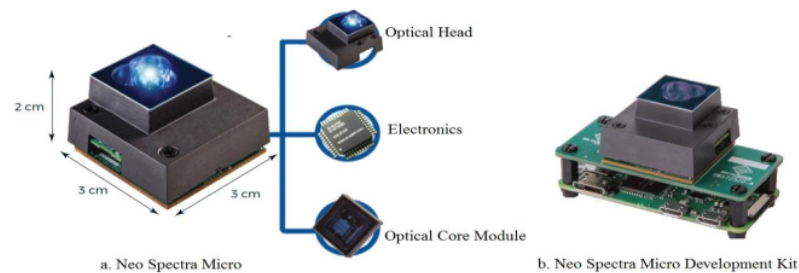 Optical Head
2 cm
Electronics
3 cm
3 cm
Optical Core Module
a. Neo Spectra Micro
b. Neo Spectra Micro Development Kit